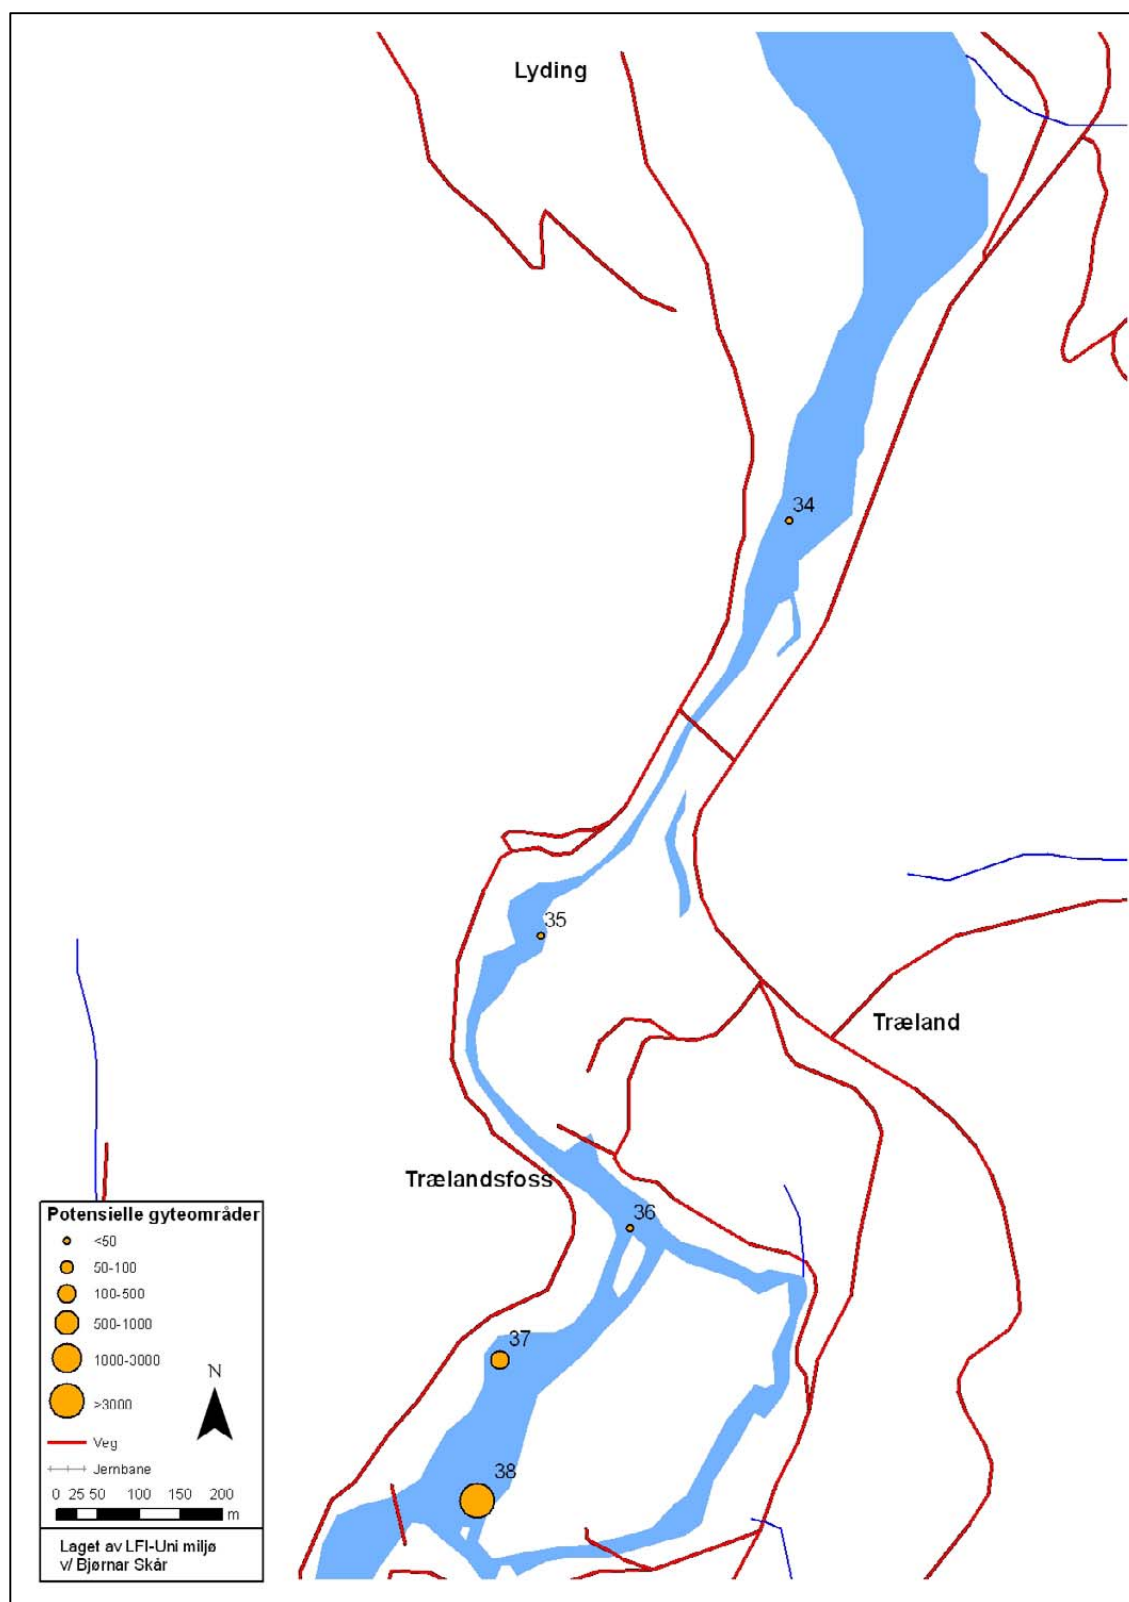 Lyding
34
35
Træland
Trælandsfoss
36
37
38
Potensielle gyteområder
<50
50-100
100-500
500-1000
1000-3000
>3000
N
Veg
Jernbane
0 25 50 100 150 200
m
Laget av LFI-Uni miljø
v/ Bjørnar Skår